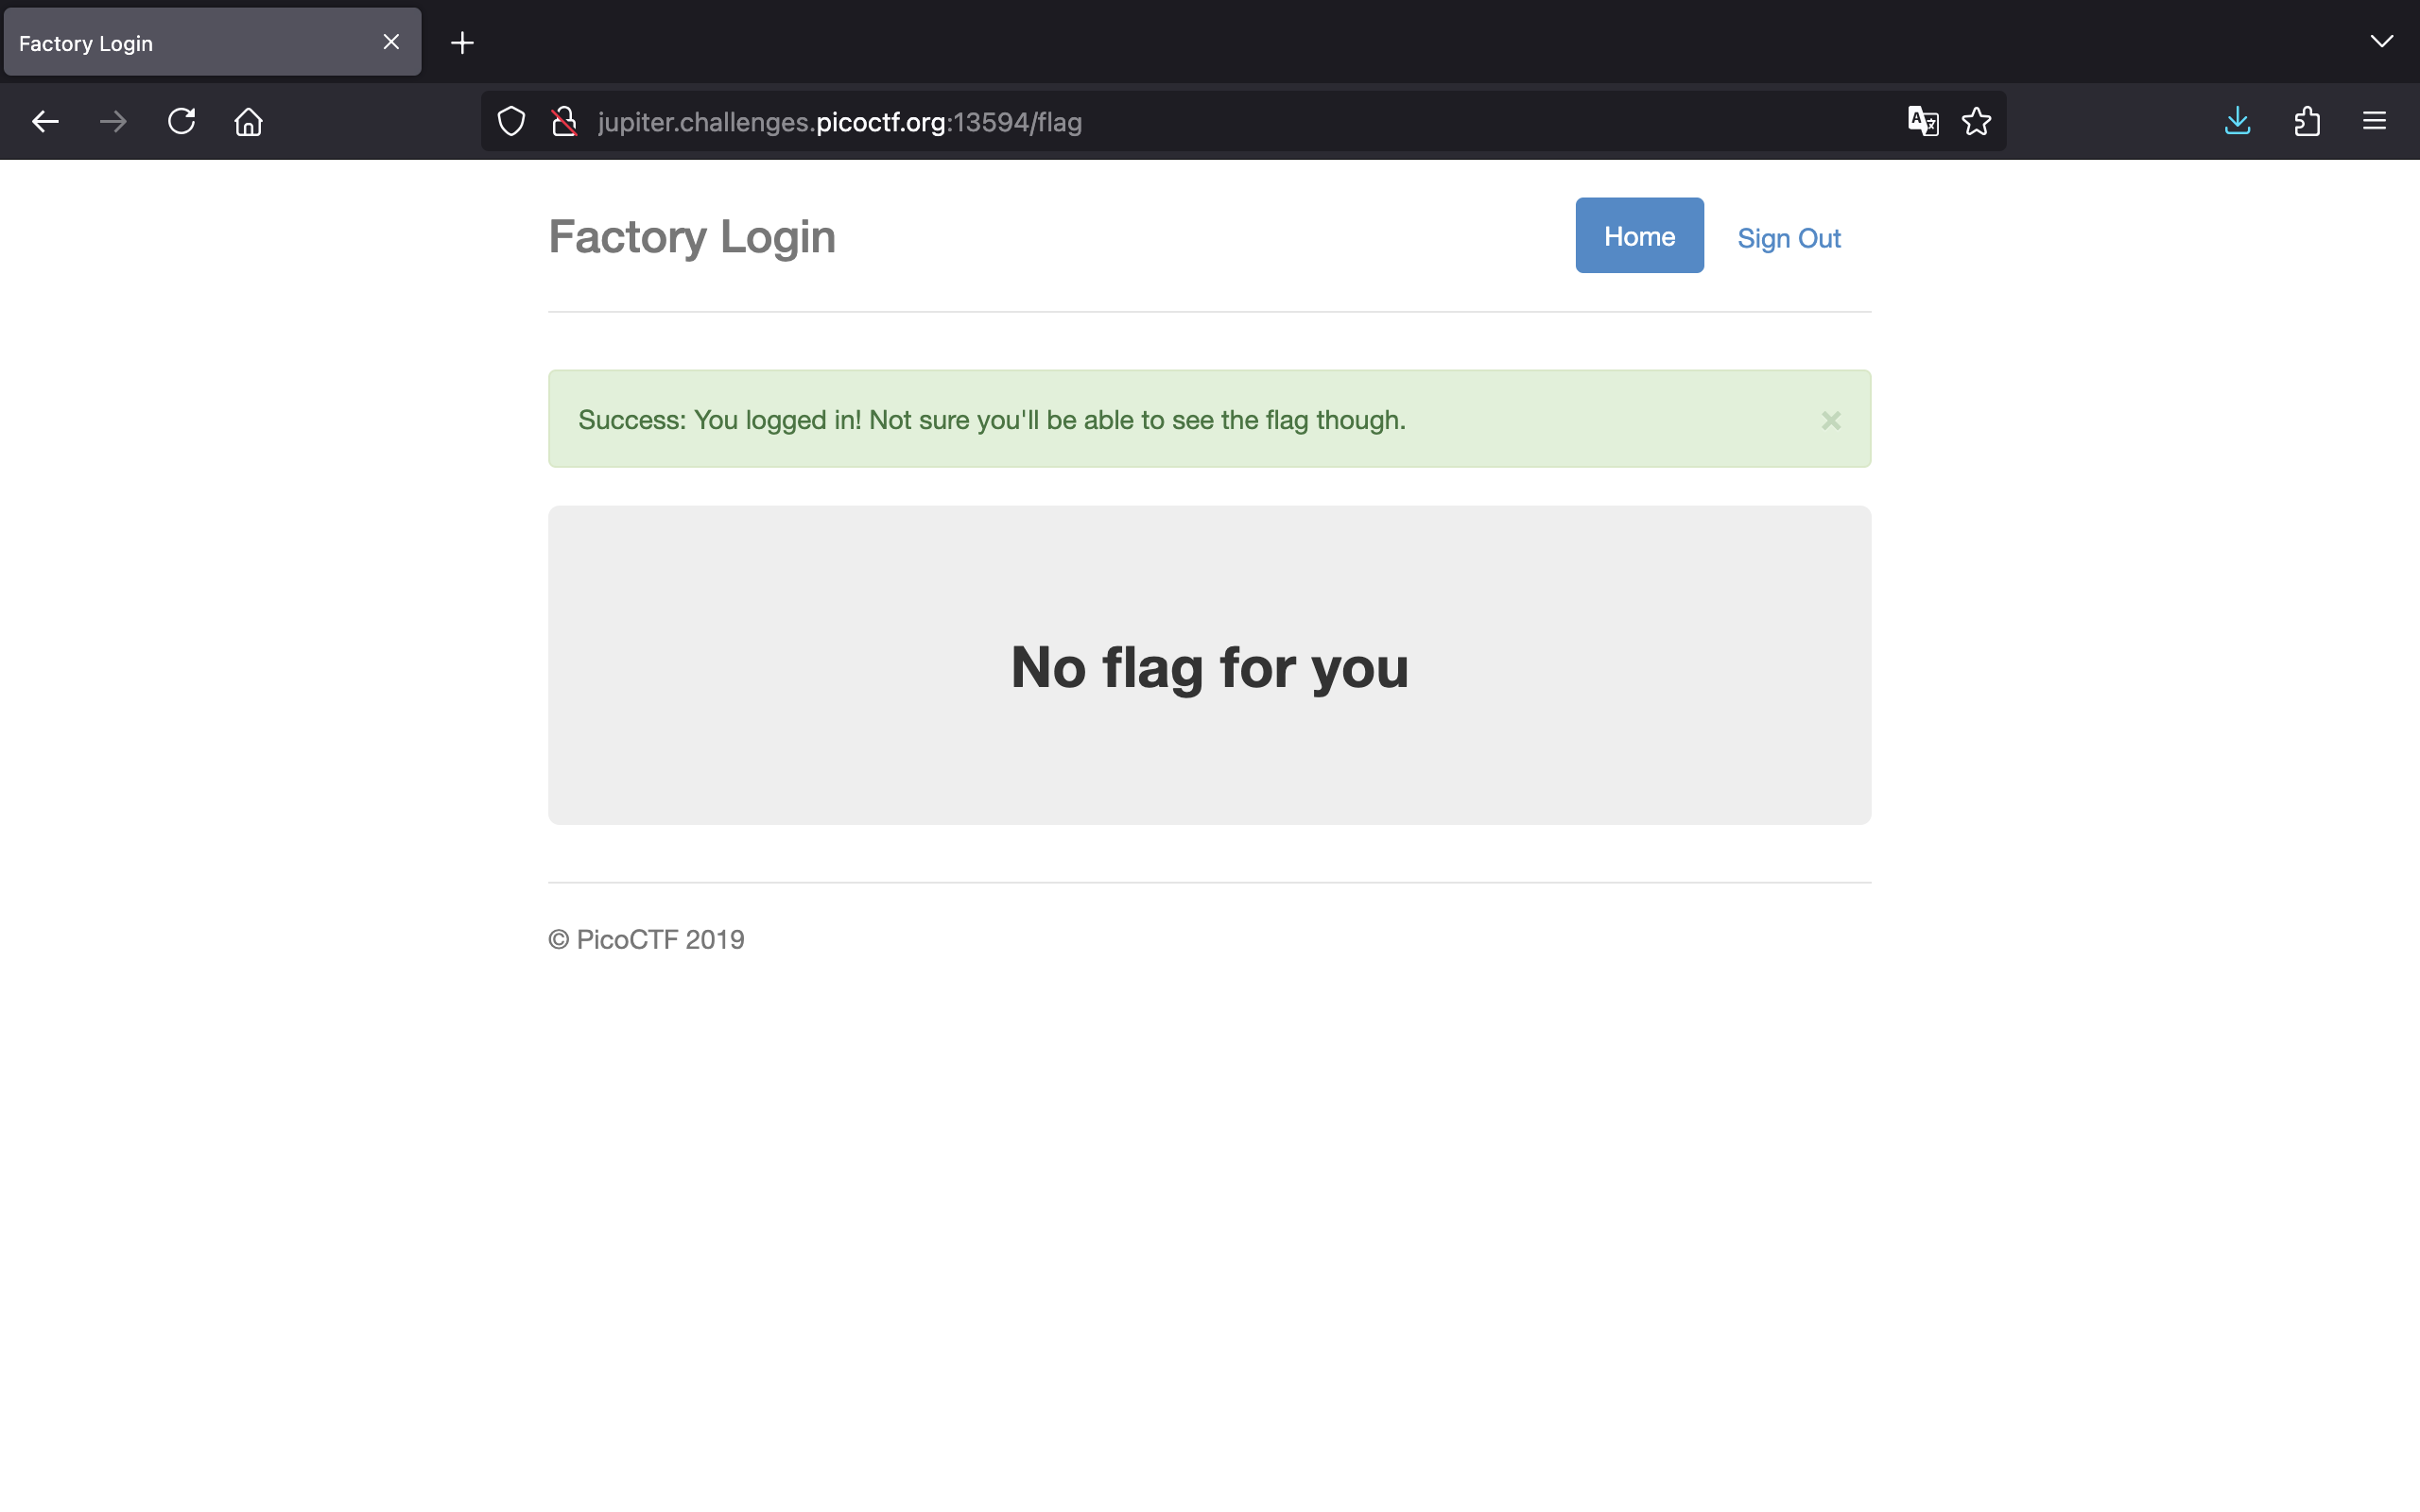 Factory Login
jupiter.challenges.picoctf.org:13594/flag
Factory Login
Home
Sign Out
Success: You logged in! Not sure you'll be able to see the flag though.
×
No flag for you
© PicoCTF 2019